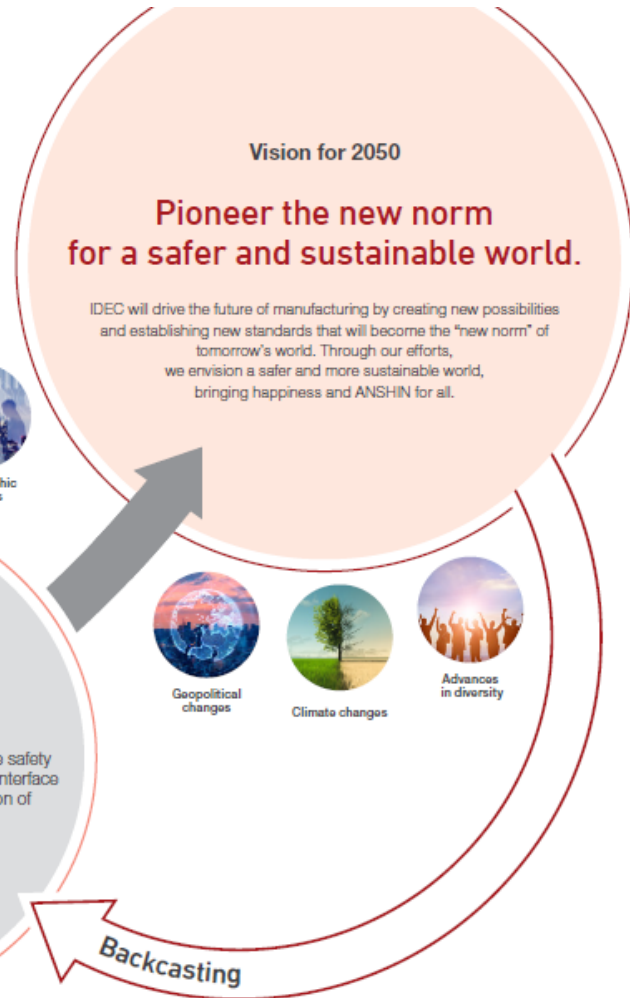 Vision for 2050
Pioneer the new norm
for a safer and sustainable world.
IDEC will drive the future of manufacturing by creating new possibilities
and establishing new standards that will become the “new norm” of
tomorrow’s world. Through our efforts,
we envision a safer and more sustainable world,
bringing happiness and ANSHIN for all.
Geopolitical
changes
Climate changes
Advances
in diversity
safety
nterface
on of
Backcasting